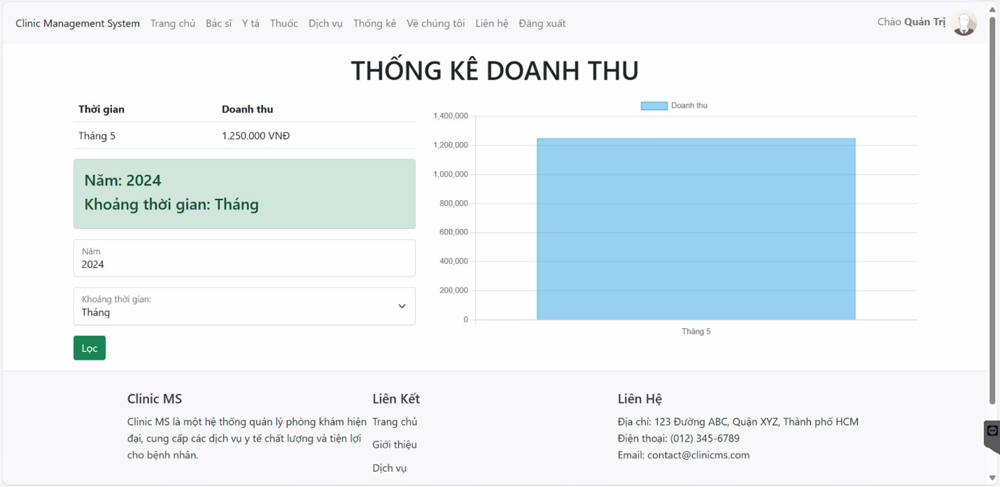 Clinic Management System Trang chủ Bác sĩ Y tá Thuốc Dịch vụ Thống kê Về chúng tôi Liên hệ Đăng xuất Chào Quản Trị
THỐNG KÊ DOANH THU
Thời gian Doanh thu
Tháng 5 1.250.000 VNĐ
Năm: 2024
Khoảng thời gian: Tháng
Năm
2024
Khoảng thời gian:
Tháng
Lọc
Doanh thu
1,400,000
1,200,000
1,000,000
800,000
600,000
400,000
200,000
0
Tháng 5
Clinic MS
Clinic MS là một hệ thống quản lý phòng khám hiện
đại, cung cấp các dịch vụ y tế chất lượng và tiện lợi
cho bệnh nhân.
Liên Kết
Trang chủ
Giới thiệu
Dịch vụ
Liên Hệ
Địa chỉ: 123 Đường ABC, Quận XYZ, Thành phố HCM
Điện thoại: (012) 345-6789
Email: contact@clinicms.com